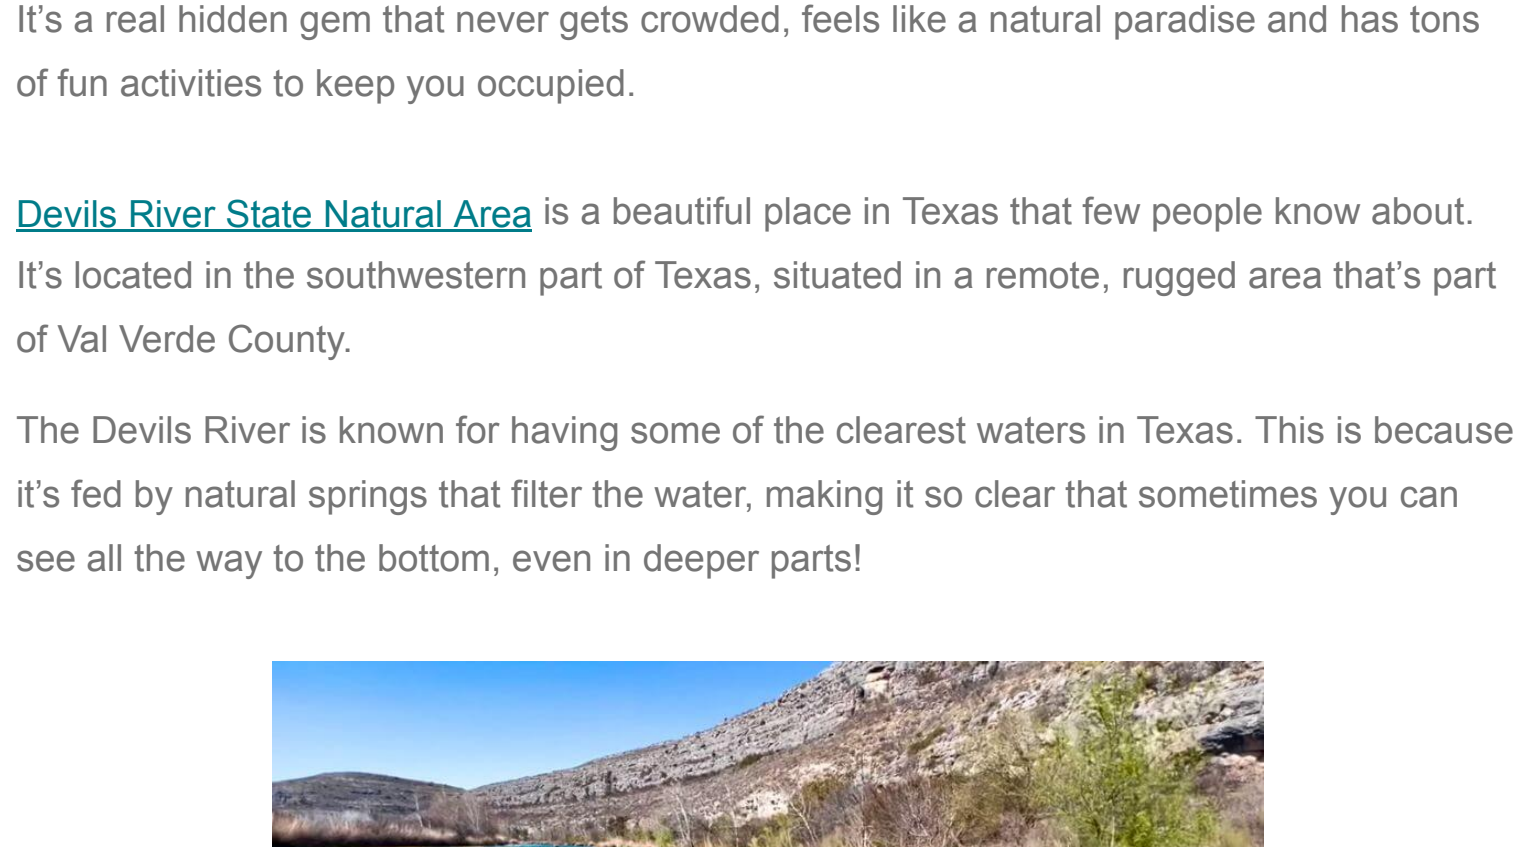 It’s a real hidden gem that never gets crowded, feels like a natural paradise and has tons
of fun activities to keep you occupied.
Devils River State Natural Area is a beautiful place in Texas that few people know about.
It’s located in the southwestern part of Texas, situated in a remote, rugged area that’s part
of Val Verde County.
The Devils River is known for having some of the clearest waters in Texas. This is because
it’s fed by natural springs that filter the water, making it so clear that sometimes you can
see all the way to the bottom, even in deeper parts!